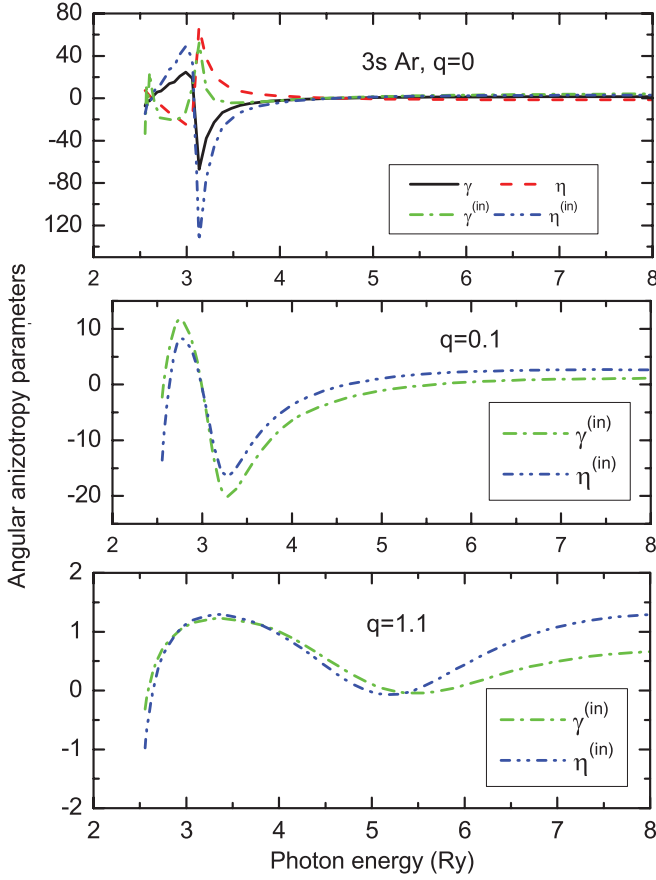 80
40
0
-40
-80
120
3s Ar, q=0
γ
η
γ(in)
η(in)
2 3 4 5 6 7 8
Angular anizotropy parameters
10
0
-10
-20
q=0.1
γ(in)
η(in)
2 3 4 5 6 7 8
2
1
0
-1
-2
q=1.1
γ(in)
η(in)
2 3 4 5 6 7 8
Photon energy (Ry)